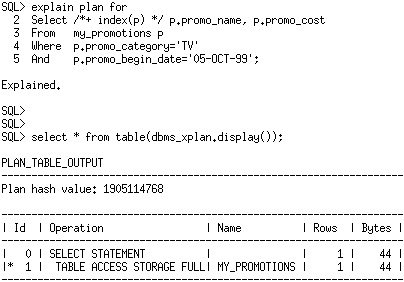 SQL> explain plan for
2 Select /*+ index(p) */ p.promo_name, p.promo_cost
3 From my_promotions p
4 Where p.promo_category='TV'
5 And p.promo_begin_date='05-OCT-99';
Explained.
SQL>
SQL>
SQL> select * from table(dbms_xplan.display());
PLAN_TABLE_OUTPUT
--------------------------------------------------------------------
Plan hash value: 1905114768
--------------------------------------------------------------------
| Id | Operation | Name | Rows | Bytes |
--------------------------------------------------------------------
| 0 | SELECT STATEMENT | | 1 | 44 |
|* 1 | TABLE ACCESS STORAGE FULL| MY_PROMOTIONS | 1 | 44 |
--------------------------------------------------------------------